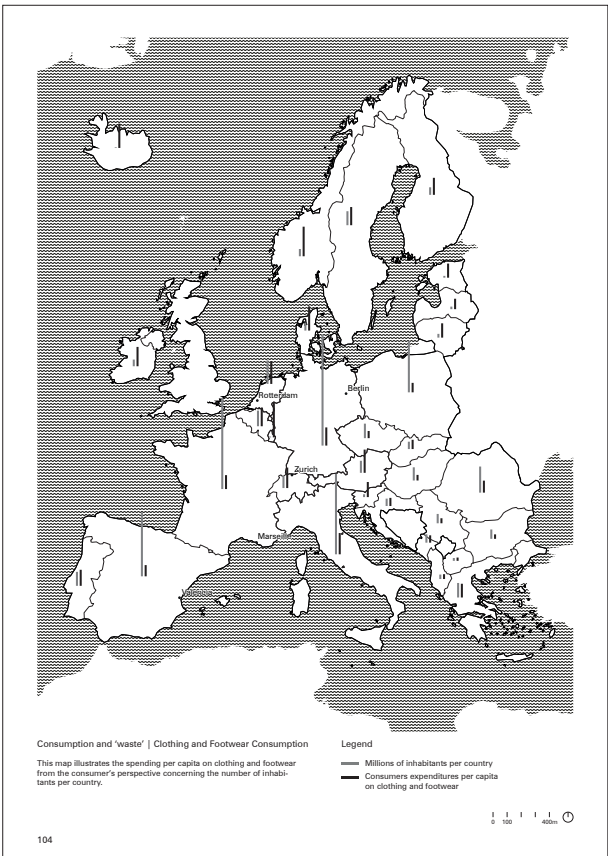 Berlin
Rotterdam
Zurich
Marseille
Valencia
Consumption and ‘waste’ | Clothing and Footwear Consumption
This map illustrates the spending per capita on clothing and footwear
from the consumer’s perspective concerning the number of inhabi-
tants per country.
Legend
Millions of inhabitants per country
Consumers expenditures per capita
on clothing and footwear
0 100 400m
104